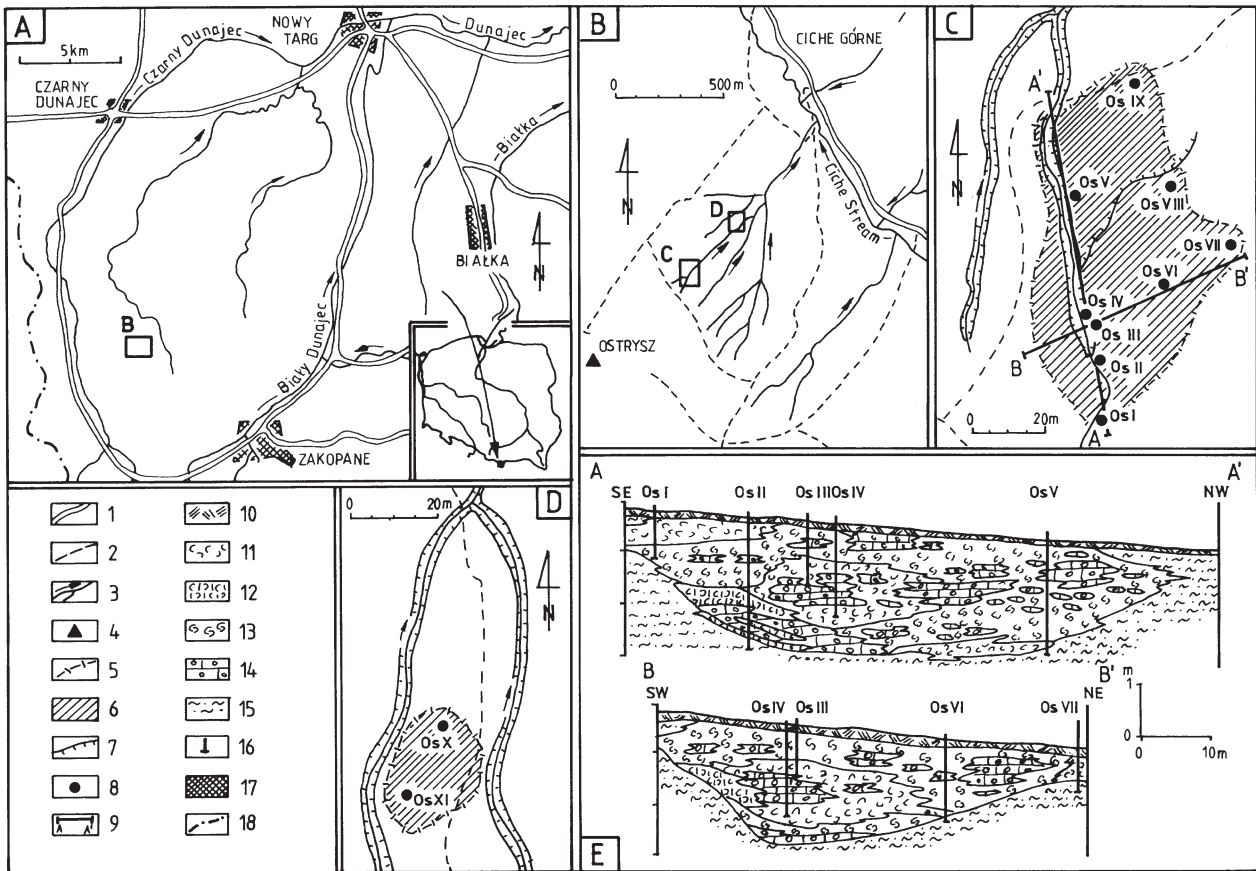 A
5km
NOWY
TARG
Dunajec
Czarny Dunajec
CZARNY
DUNAJEC
Białka
BIAŁKA
N
B
Biały Dunajec
ZAKOPANE
B
CICHE GÓRNE
0 500 m
N
Ciche Stream
D
C
OSTRYSZ
C
A'
Os IX
N
Os V
Os VIII
Os VII
B'
Os VI
Os IV
Os III
B
Os II
0 20m
Os I
A
1
2
3
4
5
6
7
8
9
10
11
12
13
14
15
16
17
18
D
0 20m
N
Os X
Os XI
A A'
SE Os I Os II Os III Os IV Os V NW
B B'
SW Os IV Os III Os VI Os VII NE
m
1
0
0 10m
E